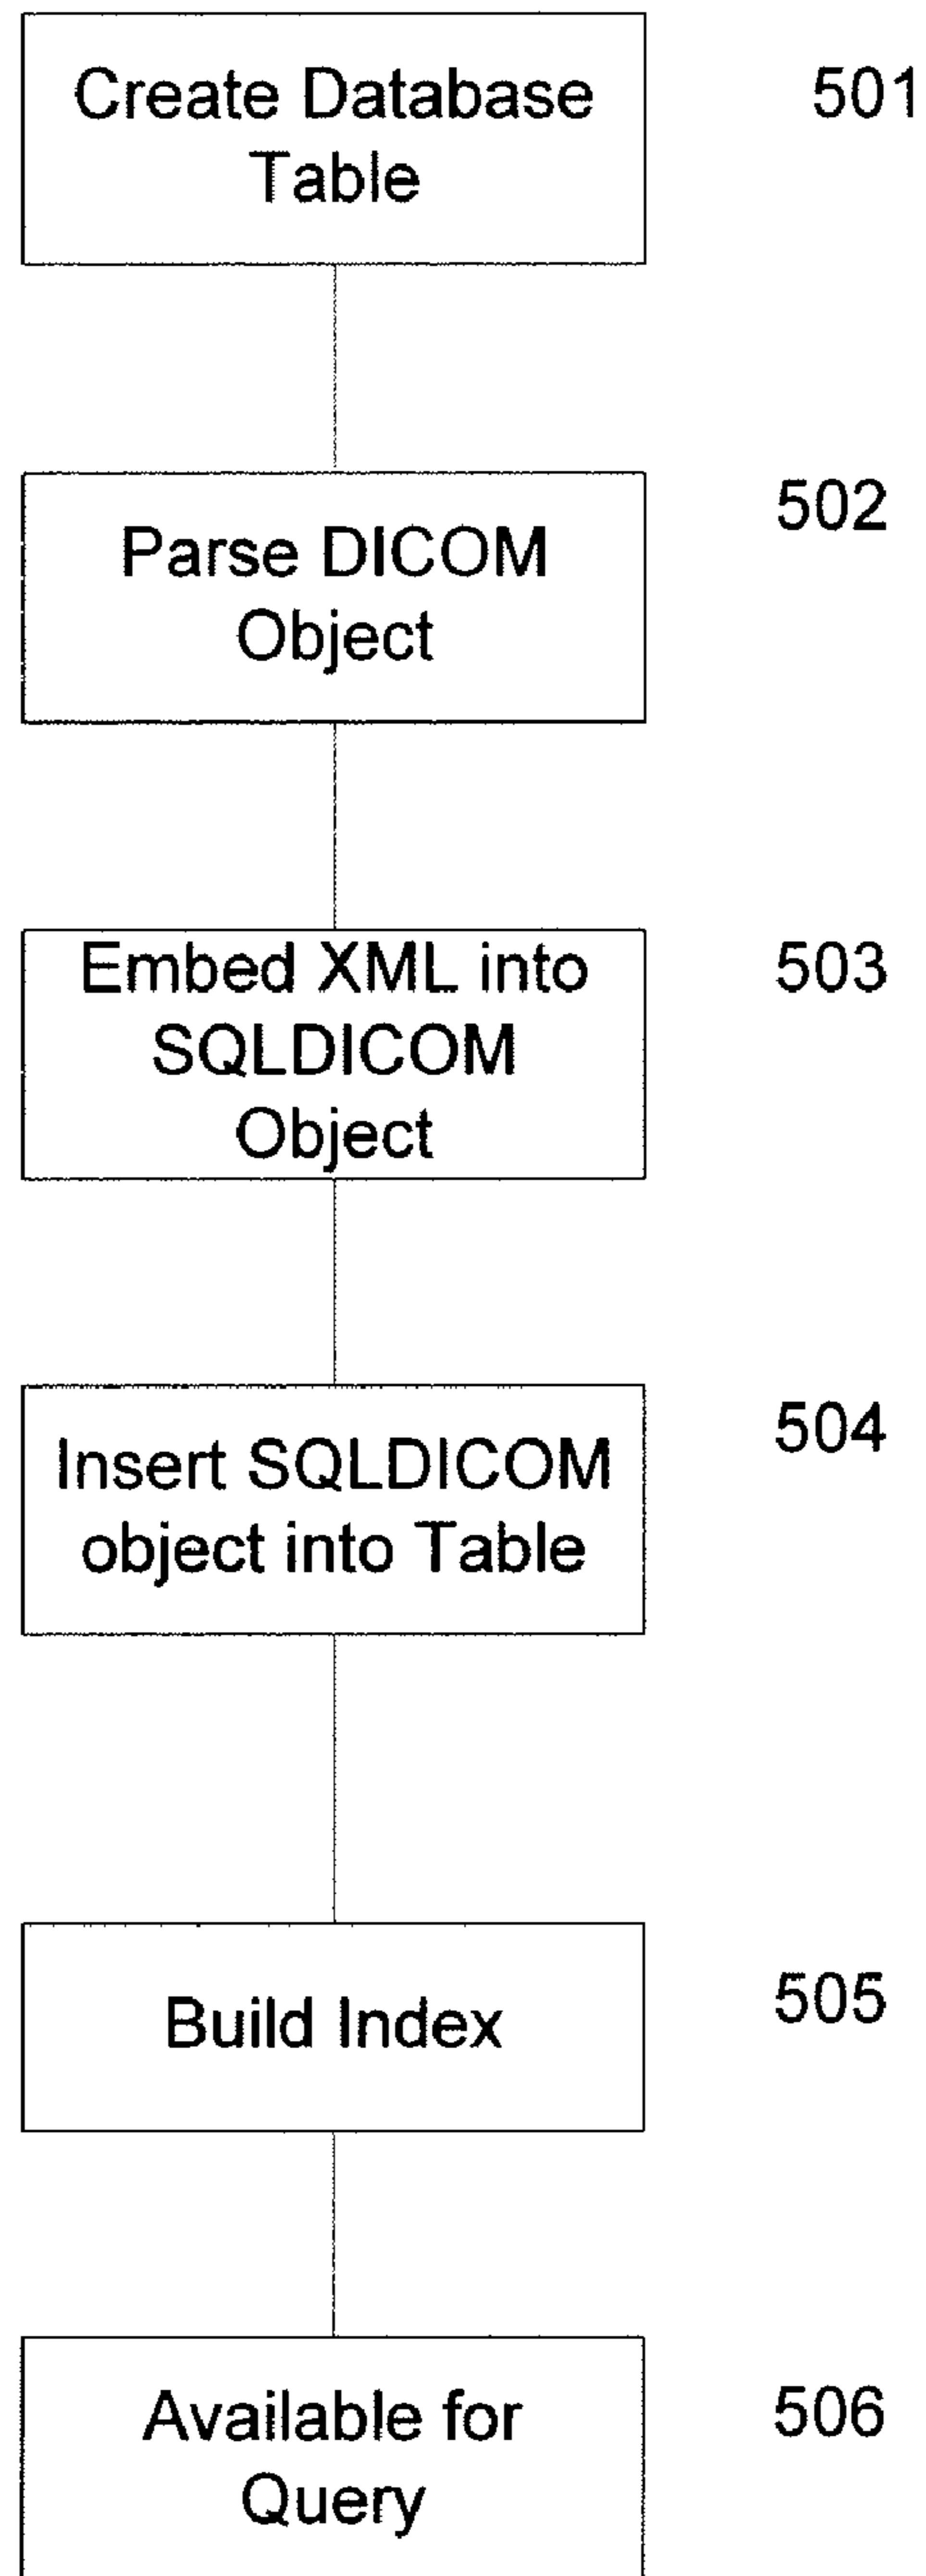 Create Database
Table
501
Parse DICOM
Object
502
Embed XML into
SQLDICOM
Object
503
Insert SQLDICOM
object into Table
504
Build Index
505
Available for
Query
506